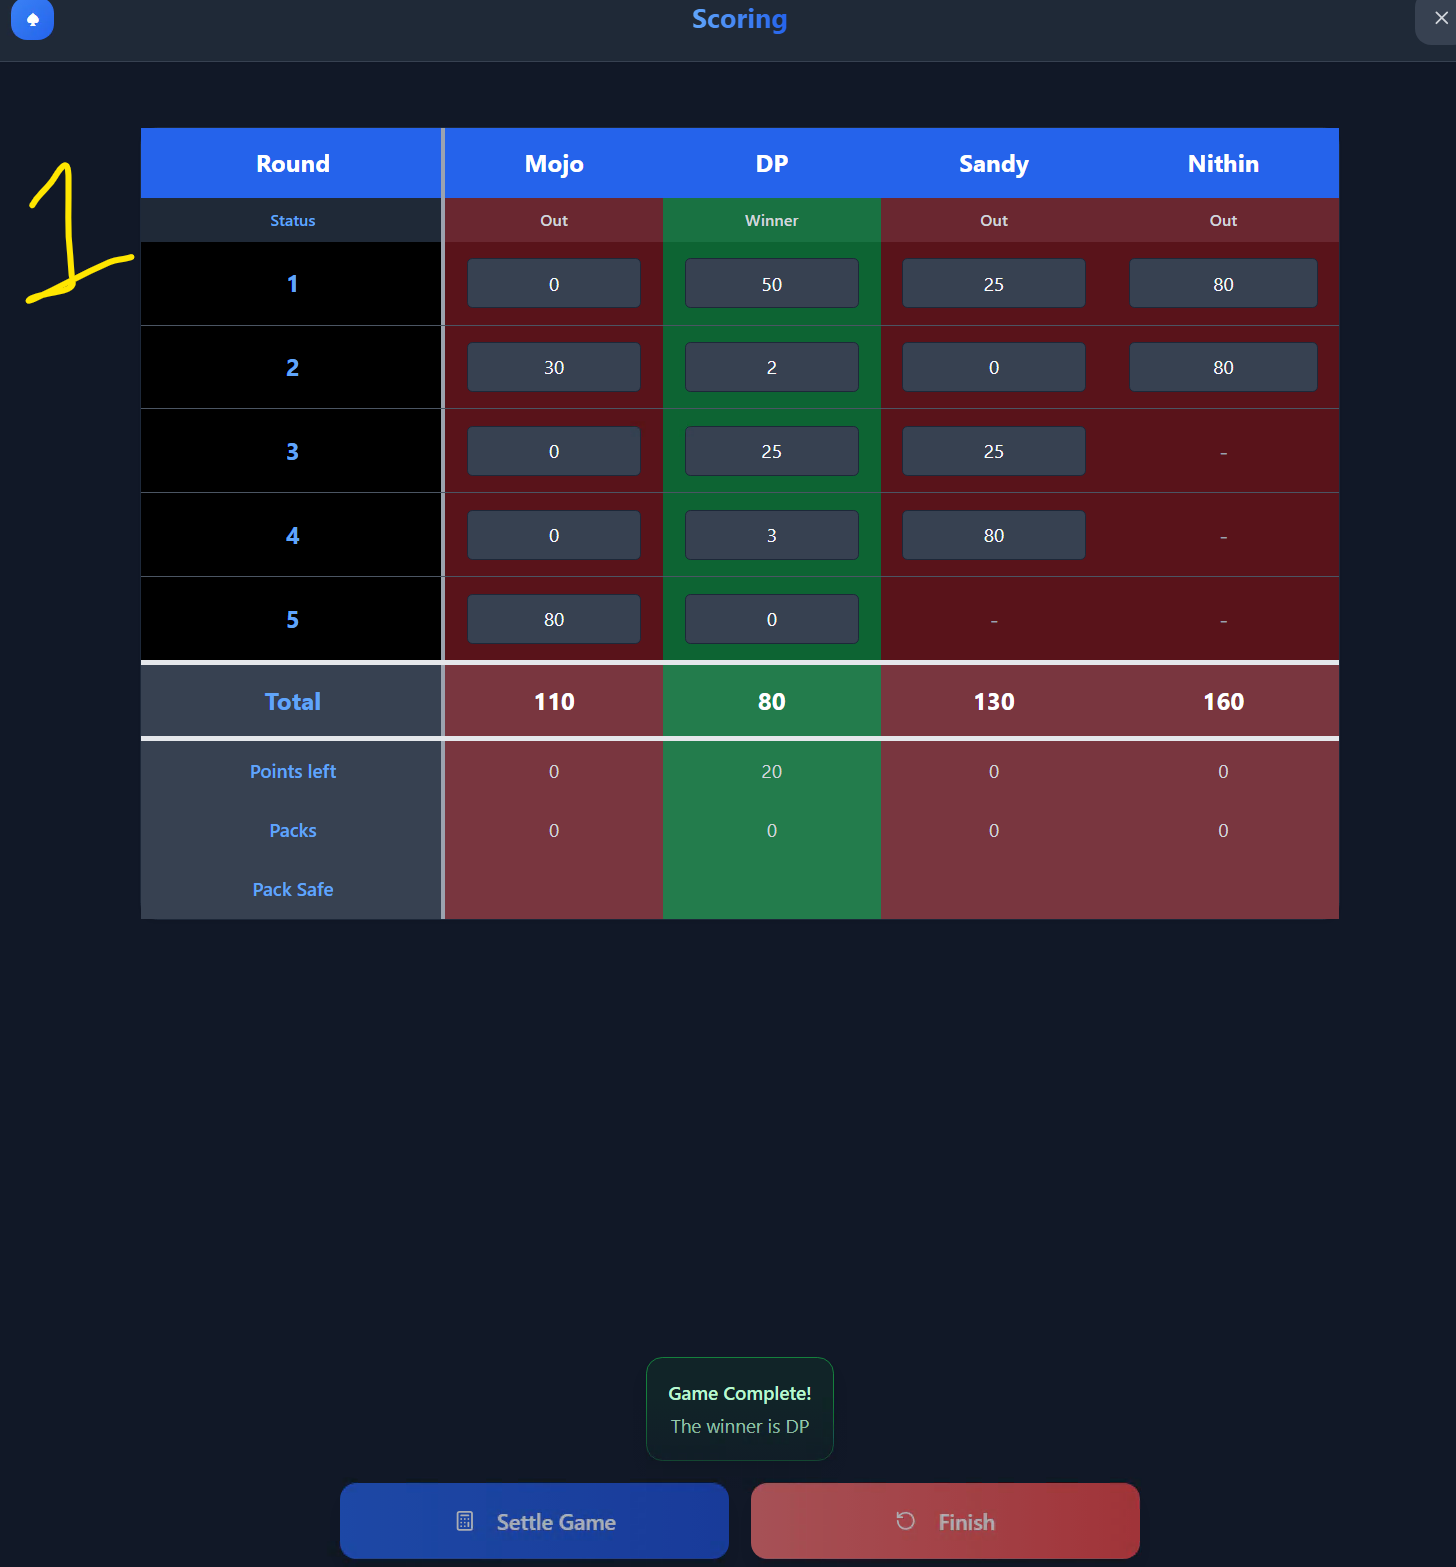 Scoring
1
Round Mojo DP Sandy Nithin
Status Out Winner Out Out
1 0 50 25 80
2 30 2 0 80
3 0 25 25 -
4 0 3 80 -
5 80 0 - -
Total 110 80 130 160
Points left 0 20 0 0
Packs 0 0 0 0
Pack Safe
Game Complete!
The winner is DP
Settle Game Finish